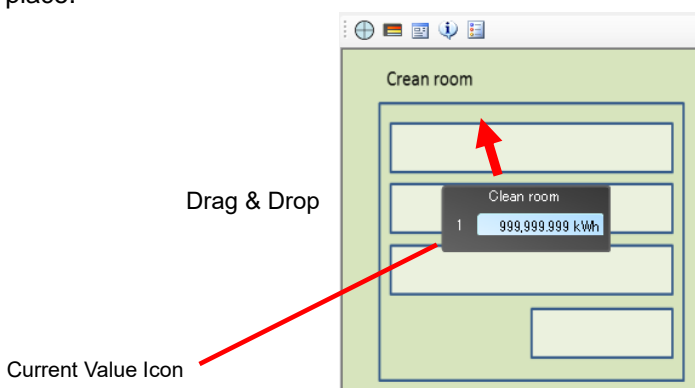 place.
Crean room
Drag & Drop
Clean room
1 999,999.999 kWh
Current Value Icon